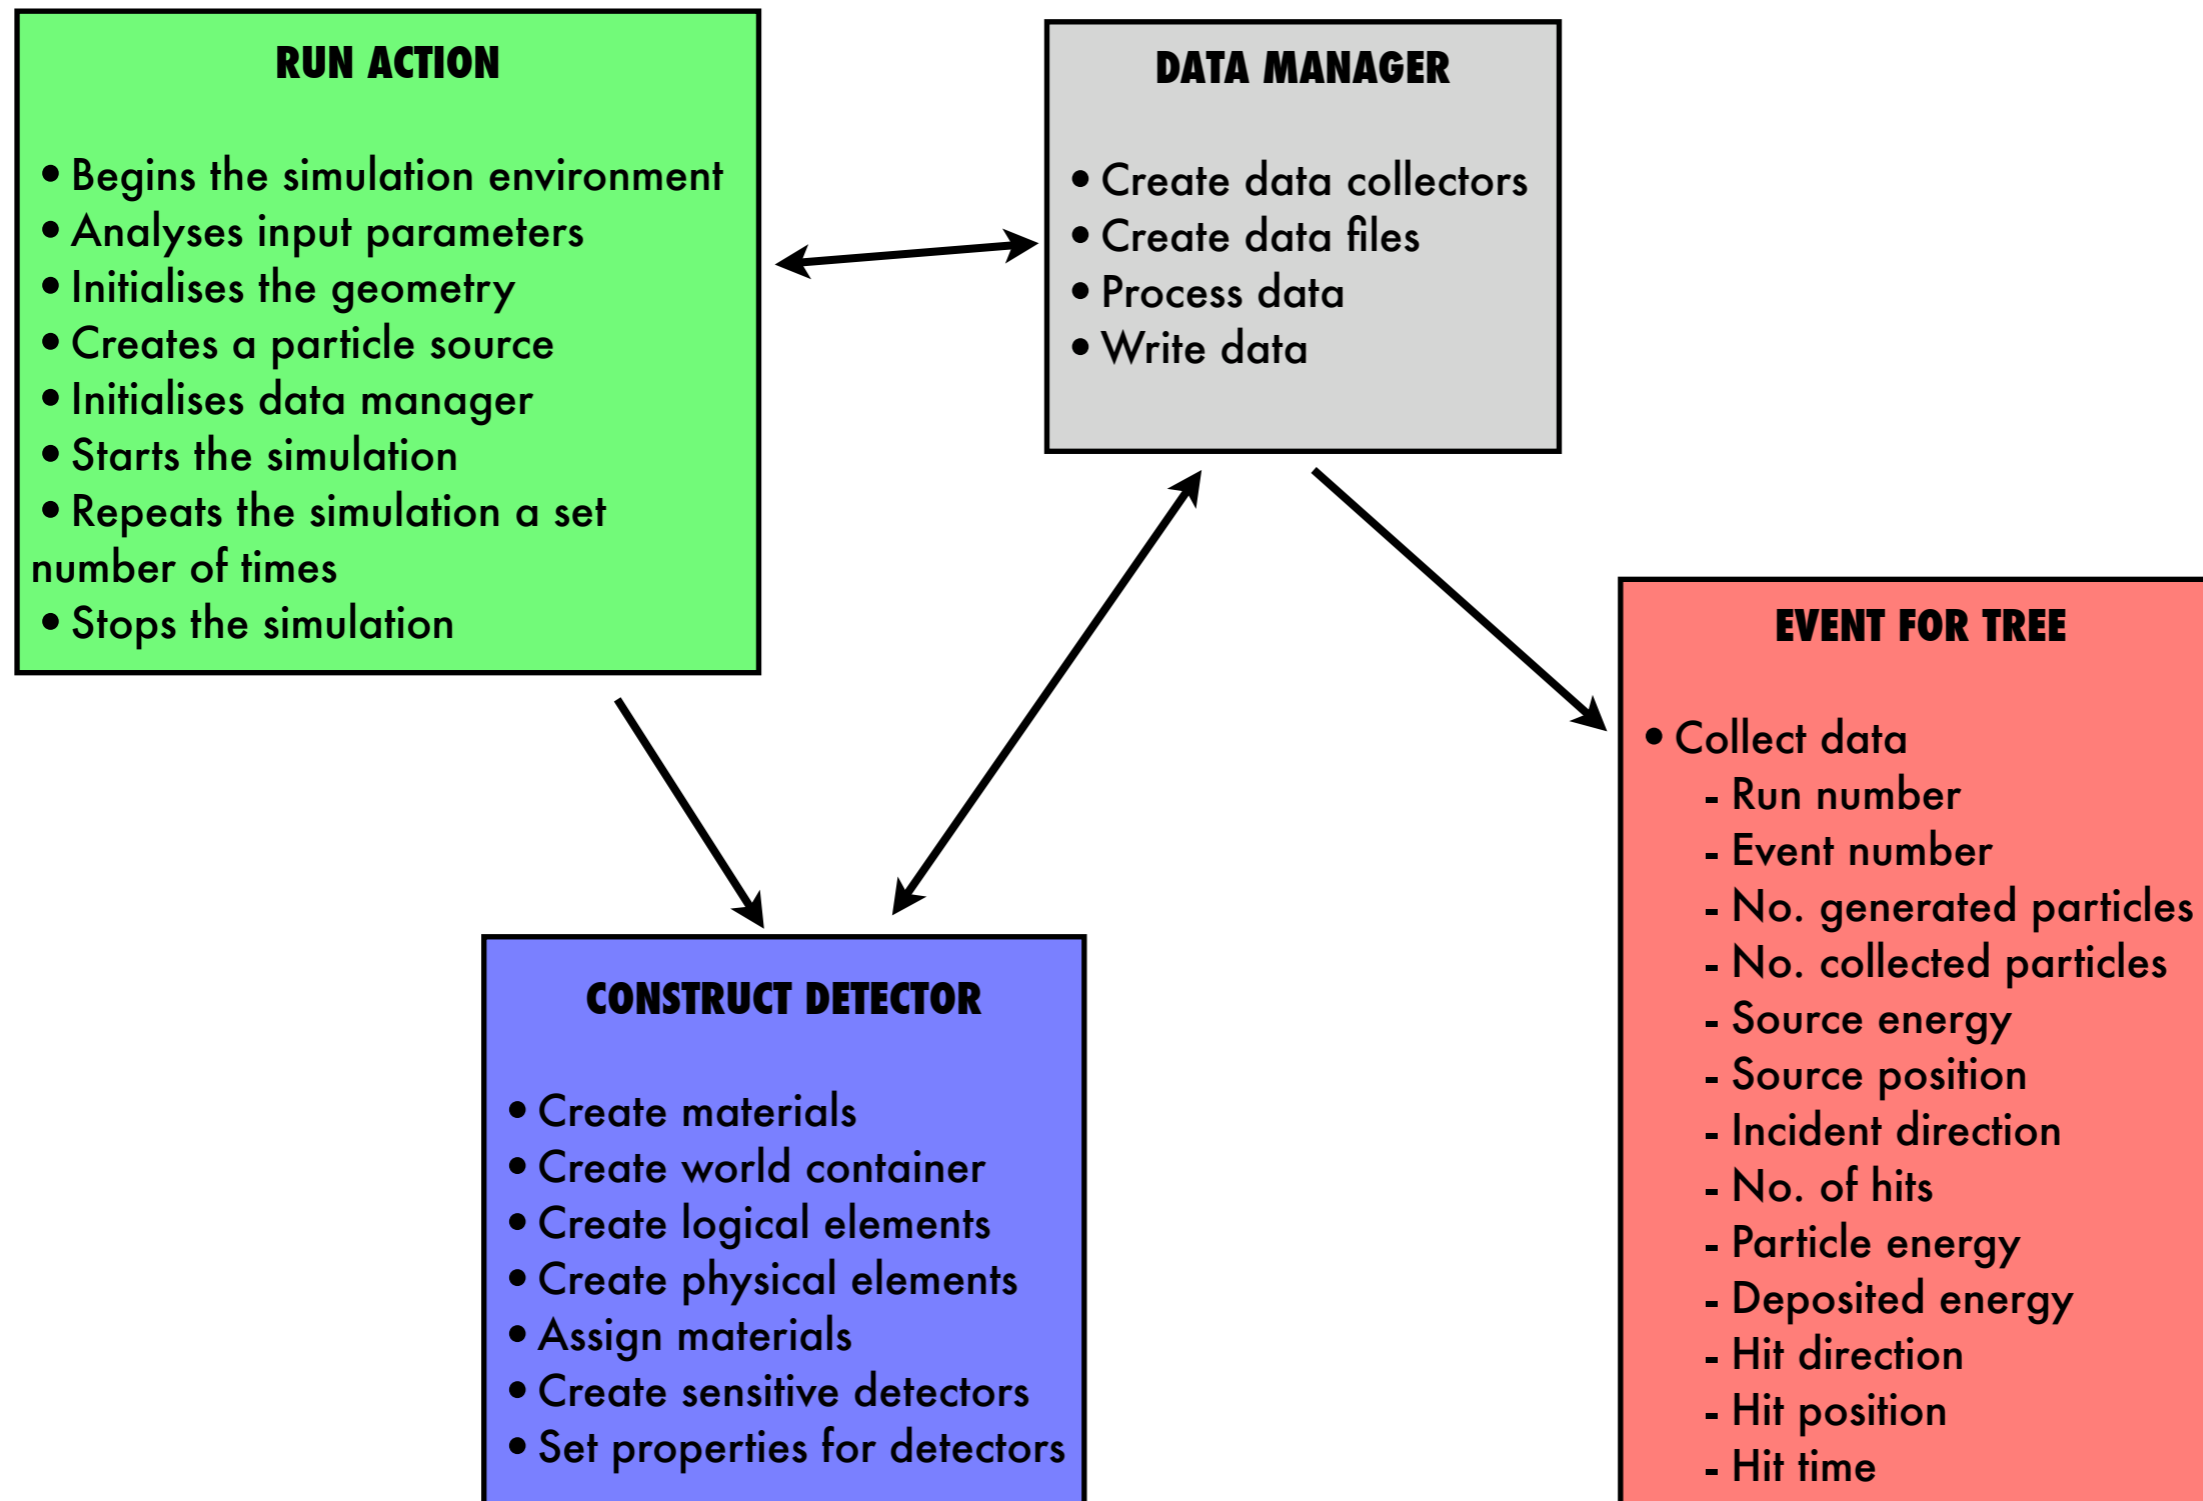 RUN ACTION
• Begins the simulation environment
• Analyses input parameters
• Initialises the geometry
• Creates a particle source
• Initialises data manager
• Starts the simulation
• Repeats the simulation a set
number of times
• Stops the simulation
DATA MANAGER
• Create data collectors
• Create data files
• Process data
• Write data
CONSTRUCT DETECTOR
• Create materials
• Create world container
• Create logical elements
• Create physical elements
• Assign materials
• Create sensitive detectors
• Set properties for detectors
EVENT FOR TREE
• Collect data
- Run number
- Event number
- No. generated particles
- No. collected particles
- Source energy
- Source position
- Incident direction
- No. of hits
- Particle energy
- Deposited energy
- Hit direction
- Hit position
- Hit time